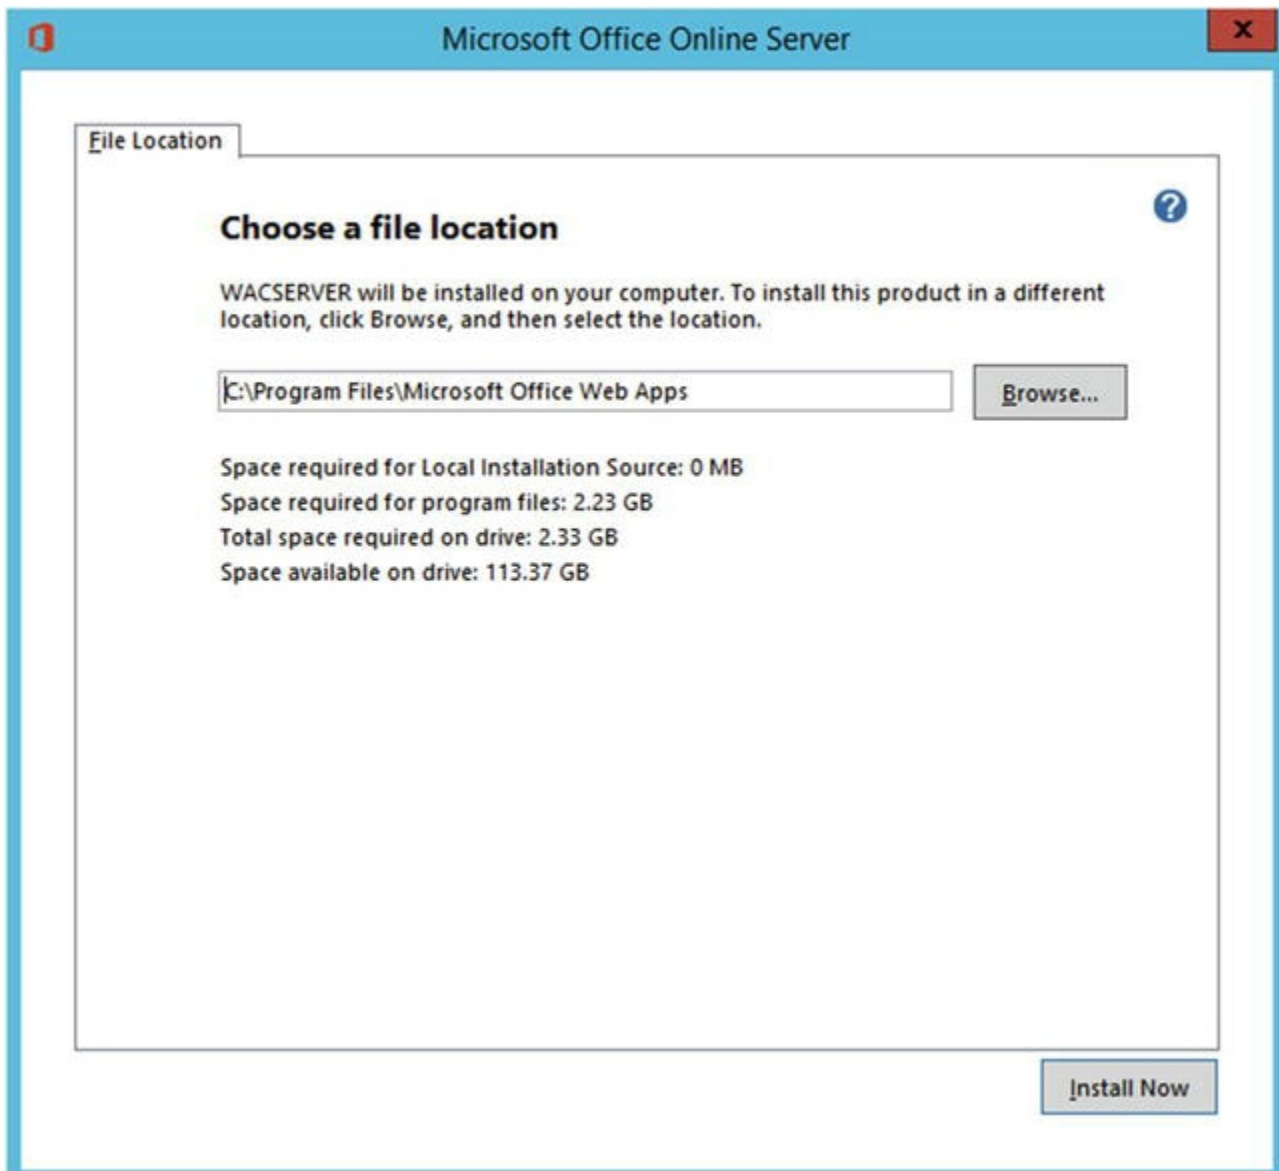 Microsoft Office Online Server
X
File Location
Choose a file location
?
WACSERVER will be installed on your computer. To install this product in a different
location, click Browse, and then select the location.
C:\Program Files\Microsoft Office Web Apps
Browse...
Space required for Local Installation Source: 0 MB
Space required for program files: 2.23 GB
Total space required on drive: 2.33 GB
Space available on drive: 113.37 GB
Install Now